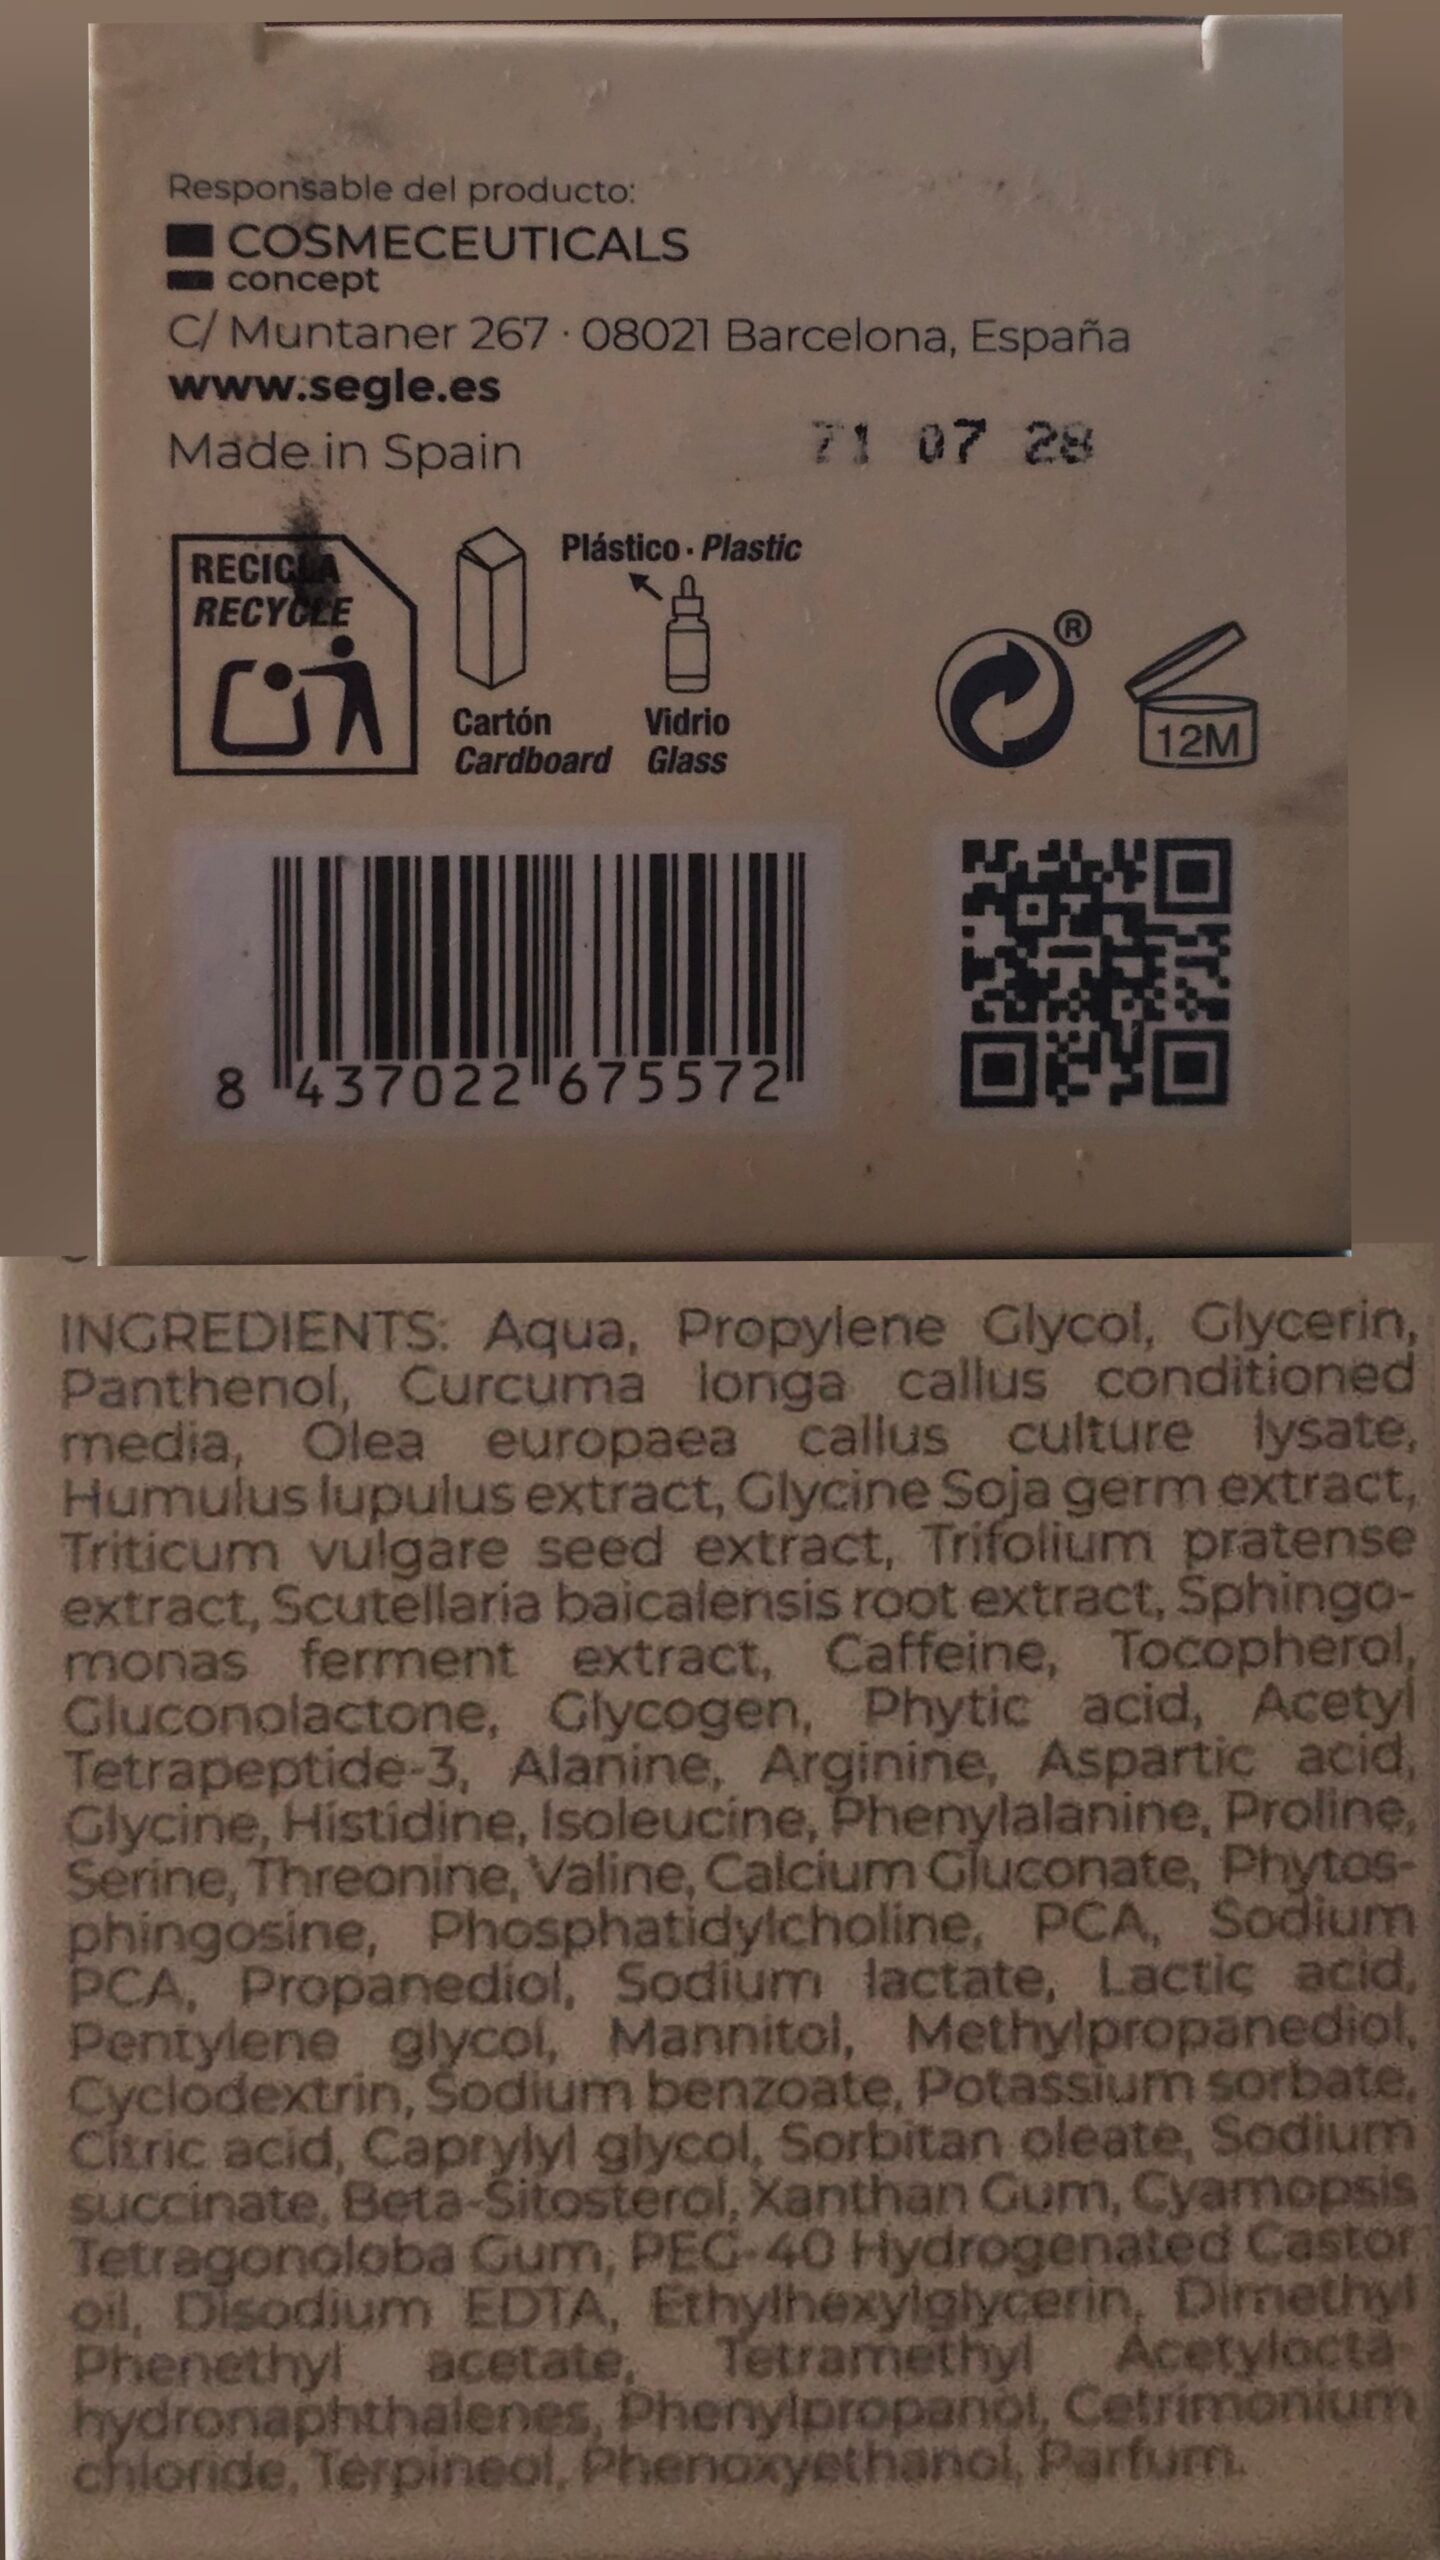 Responsable del producto:
COSMECEUTICALS
concept
C/ Muntaner 267 · 08021 Barcelona, España
www.segle.es
Made in Spain
71 07 28
RECICLA
RECYCLE
Plástico · Plastic
Cartón
Cardboard
Vidrio
Glass
®
12M
8 437022 675572
INGREDIENTS: Aqua, Propylene Glycol, Glycerin,
Panthenol, Curcuma longa callus conditioned
media, Olea europaea callus culture lysate,
Humulus lupulus extract, Glycine Soja germ extract,
Triticum vulgare seed extract, Trifolium pratense
extract, Scutellaria baicalensis root extract, Sphingo-
monas ferment extract, Caffeine, Tocopherol,
Gluconolactone, Glycogen, Phytic acid, Acetyl
Tetrapeptide-3, Alanine, Arginine, Aspartic acid,
Glycine, Histidine, Isoleucine, Phenylalanine, Proline,
Serine, Threonine, Valine, Calcium Gluconate, Phytos-
phingosine, Phosphatidylcholine, PCA, Sodium
PCA, Propanediol, Sodium lactate, Lactic acid,
Pentylene glycol, Mannitol, Methylpropanediol,
Cyclodextrin, Sodium benzoate, Potassium sorbate,
Citric acid, Caprylyl glycol, Sorbitan oleate, Sodium
succinate, Beta-Sitosterol, Xanthan Gum, Cyamopsis
Tetragonoloba Gum, PEG-40 Hydrogenated Castor
oil, Disodium EDTA, Ethylhexylglycerin, Dimethyl
Phenethyl acetate, Tetramethyl Acetylocta-
hydronaphthalenes, Phenylpropanol, Cetrimonium
chloride, Terpineol, Phenoxyethanol, Parfum.